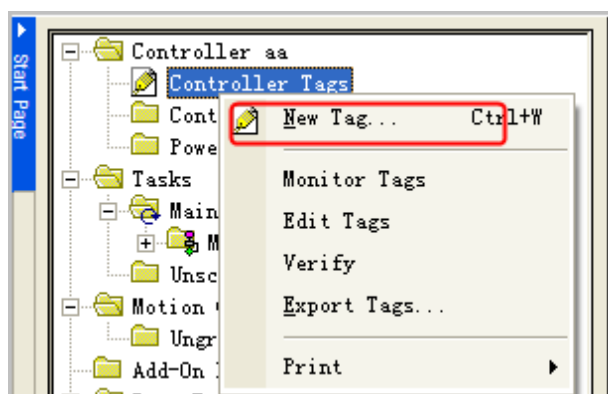 Start Page
Controller aa
Controller Tags
Cont
New Tag... Ctrl+W
Powe
Tasks
Monitor Tags
Main
Edit Tags
M
Verify
Unsc
Motion
Export Tags...
Ungr
Add-On
Print